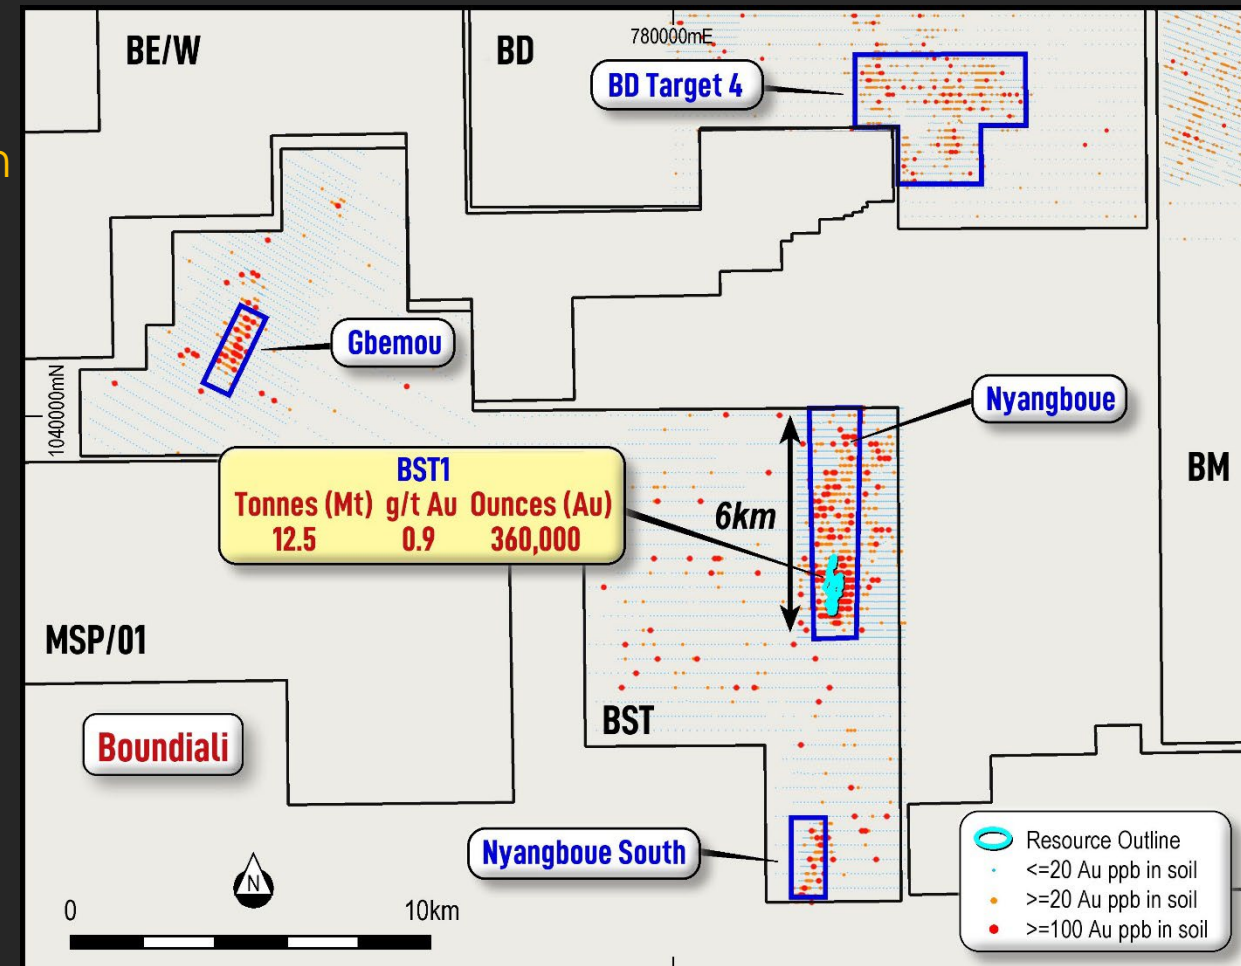 n
BE/W
BD
780000mE
BD Target 4
Gbemou
1040000mN
Nyangboue
BST1
Tonnes (Mt) g/t Au Ounces (Au)
12.5 0.9 360,000
6km
BM
MSP/01
BST
Boundiali
Nyangboue South
N
0 10km
Resource Outline
<=20 Au ppb in soil
>=20 Au ppb in soil
>=100 Au ppb in soil